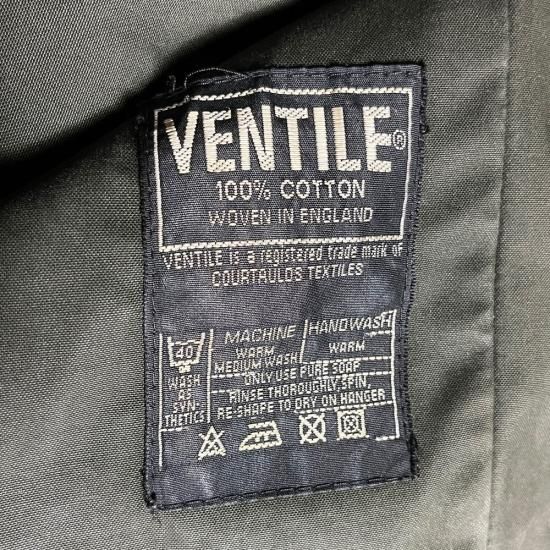 VENTILE®
100% COTTON
WOVEN IN ENGLAND
VENTILE is a registered trade mark of
COURTAULDS TEXTILES
MACHINE HANDWASH
40 WARM WARM
MEDIUM WASH
WASH ONLY USE PURE SOAP
AS RINSE THOROUGHLY, SPIN,
SYN- RE-SHAPE TO DRY ON HANGER
THETICS